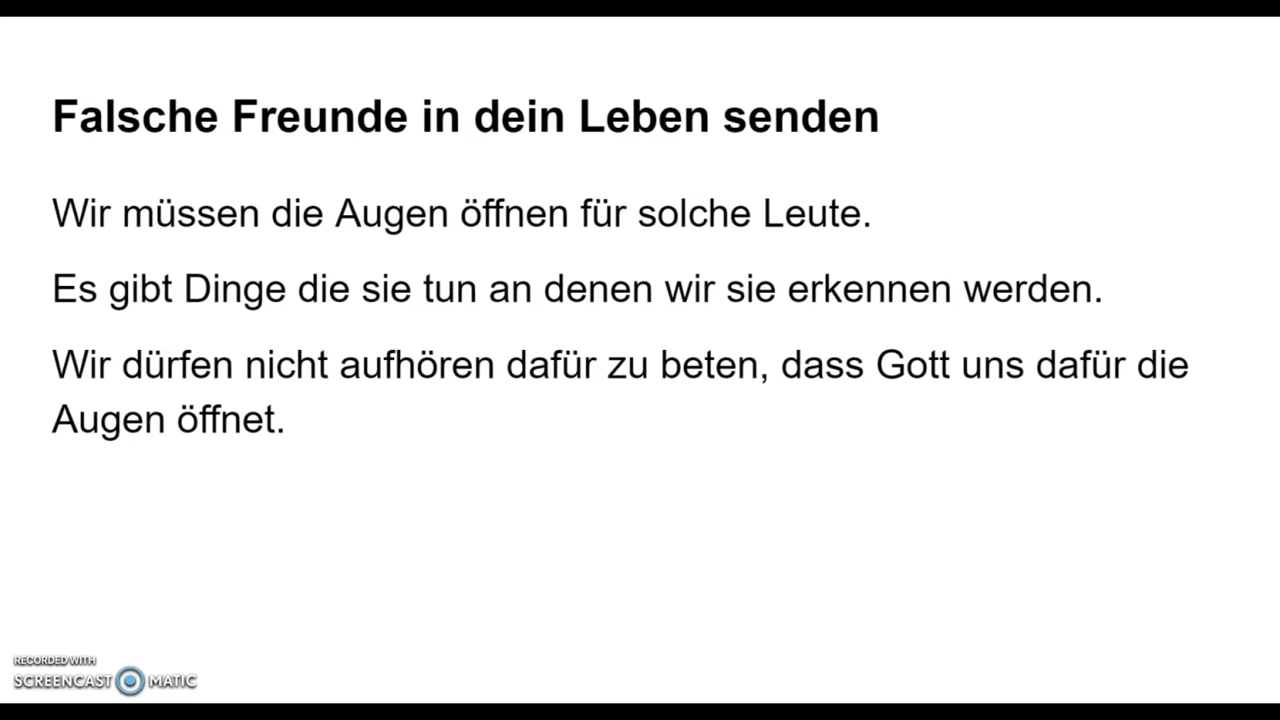 Falsche Freunde in dein Leben senden
Wir müssen die Augen öffnen für solche Leute.
Es gibt Dinge die sie tun an denen wir sie erkennen werden.
Wir dürfen nicht aufhören dafür zu beten, dass Gott uns dafür die
Augen öffnet.
RECORDED WITH
SCREENCAST MATIC